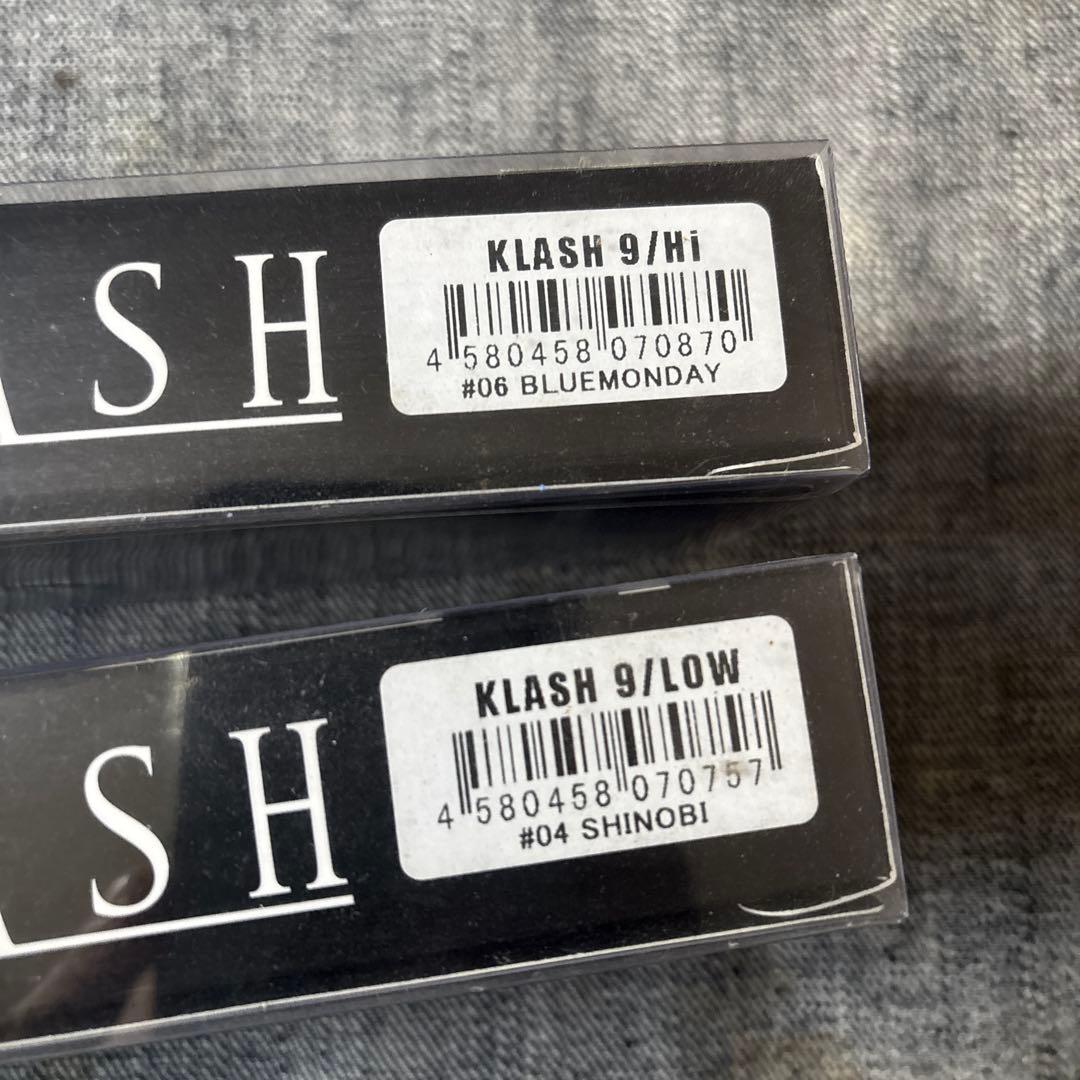 SH
KLASH 9/Hi
4 580458 070870
#06 BLUEMONDAY
SH
KLASH 9/LOW
4 580458 070757
#04 SHINOBI